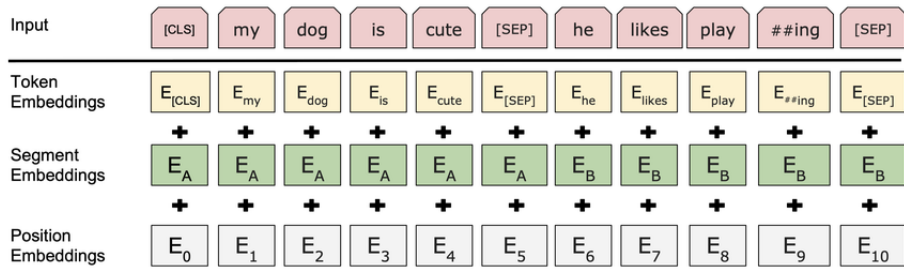 Input [CLS] my dog is cute [SEP] he likes play ##ing [SEP]
Token Embeddings E[CLS] Emy Edog Eis Ecute E[SEP] Ehe Elikes Eplay E##ing E[SEP]
+ + + + + + + + + + +
Segment Embeddings EA EA EA EA EA EA EB EB EB EB EB
+ + + + + + + + + + +
Position Embeddings E0 E1 E2 E3 E4 E5 E6 E7 E8 E9 E10